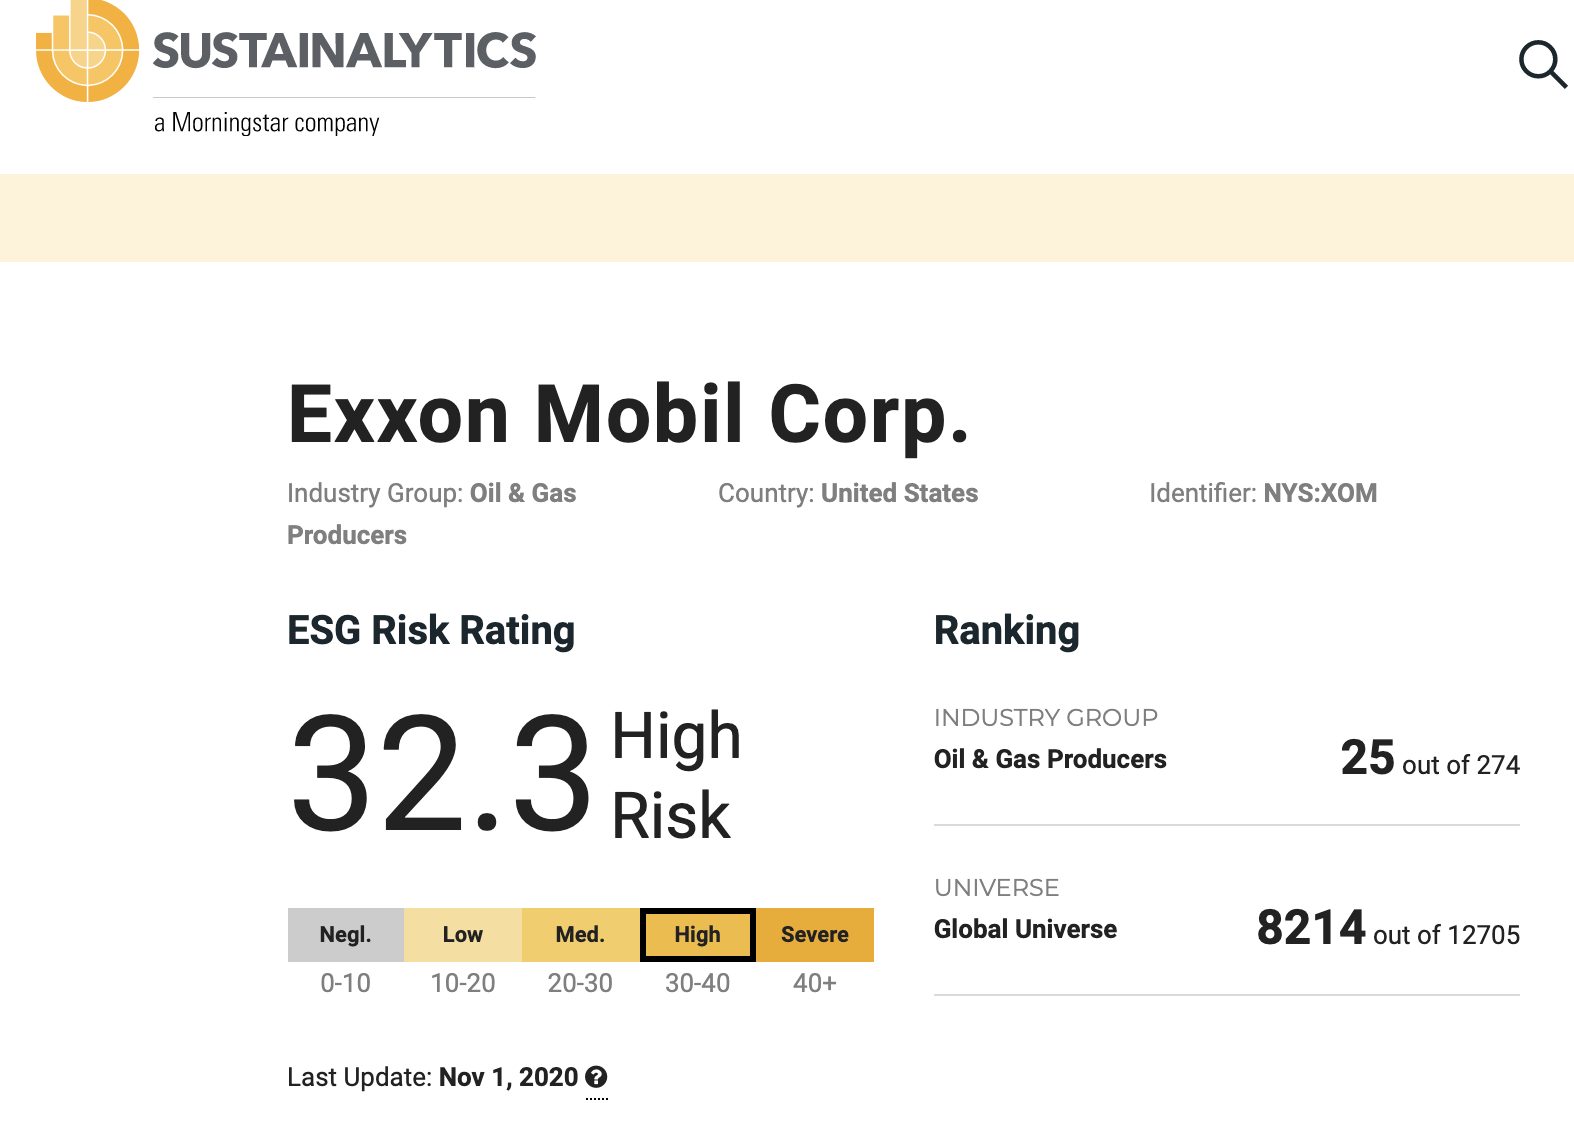 SUSTAINALYTICS
a Morningstar company
Exxon Mobil Corp.
Industry Group: Oil & Gas
Producers
Country: United States
Identifier: NYS:XOM
ESG Risk Rating
32.3 High
Risk
Negl. Low Med. High Severe
0-10 10-20 20-30 30-40 40+
Last Update: Nov 1, 2020 ?
Ranking
INDUSTRY GROUP
Oil & Gas Producers 25 out of 274
UNIVERSE
Global Universe 8214 out of 12705